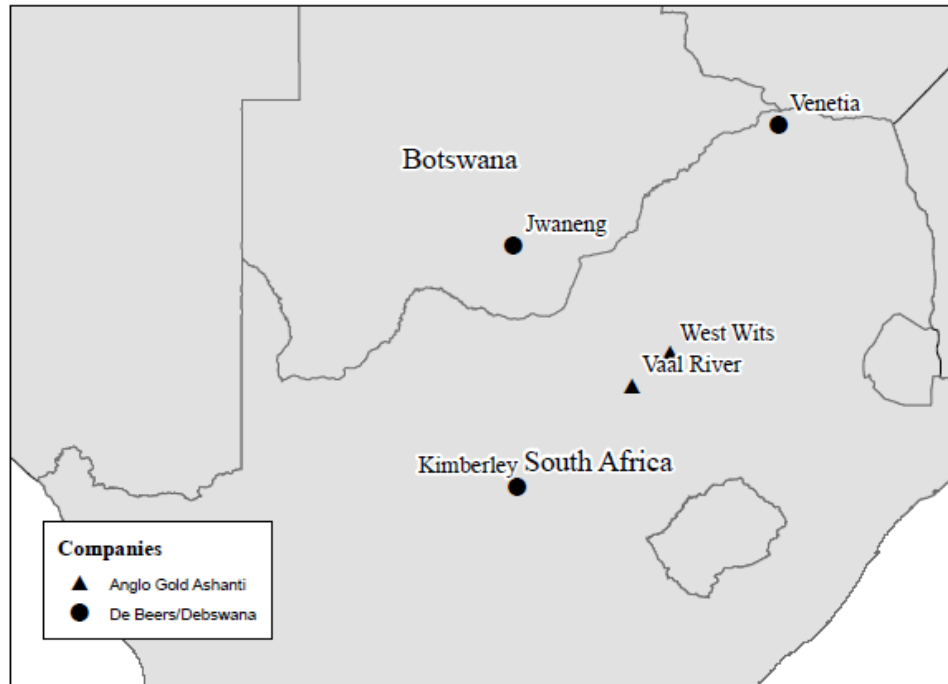 Venetia
Botswana
Jwaneng
West Wits
Vaal River
Kimberley South Africa
Companies
Anglo Gold Ashanti
De Beers/Debswana